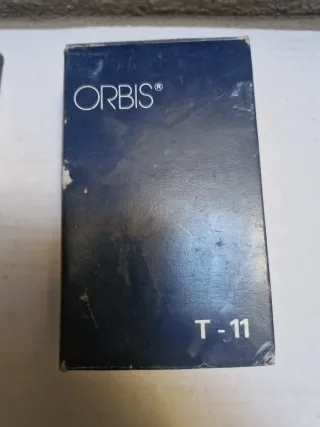 ORBIS®
T - 11